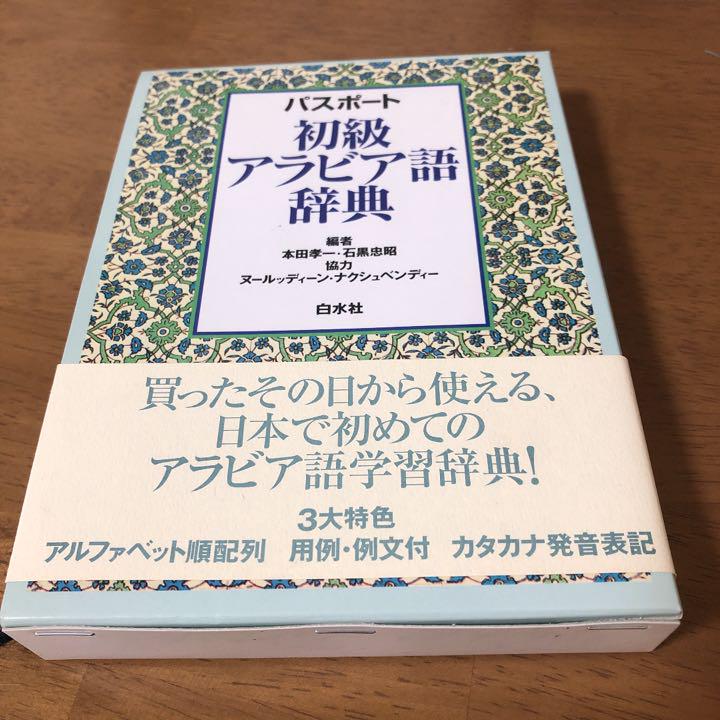 パスポート
初級
アラビア語
辞典
編者
本田孝一・石黒忠昭
協力
ヌールッディーン・ナクシュベンディー
白水社
買ったその日から使える、
日本で初めての
アラビア語学習辞典!
3大特色
アルファベット順配列 用例・例文付 カタカナ発音表記